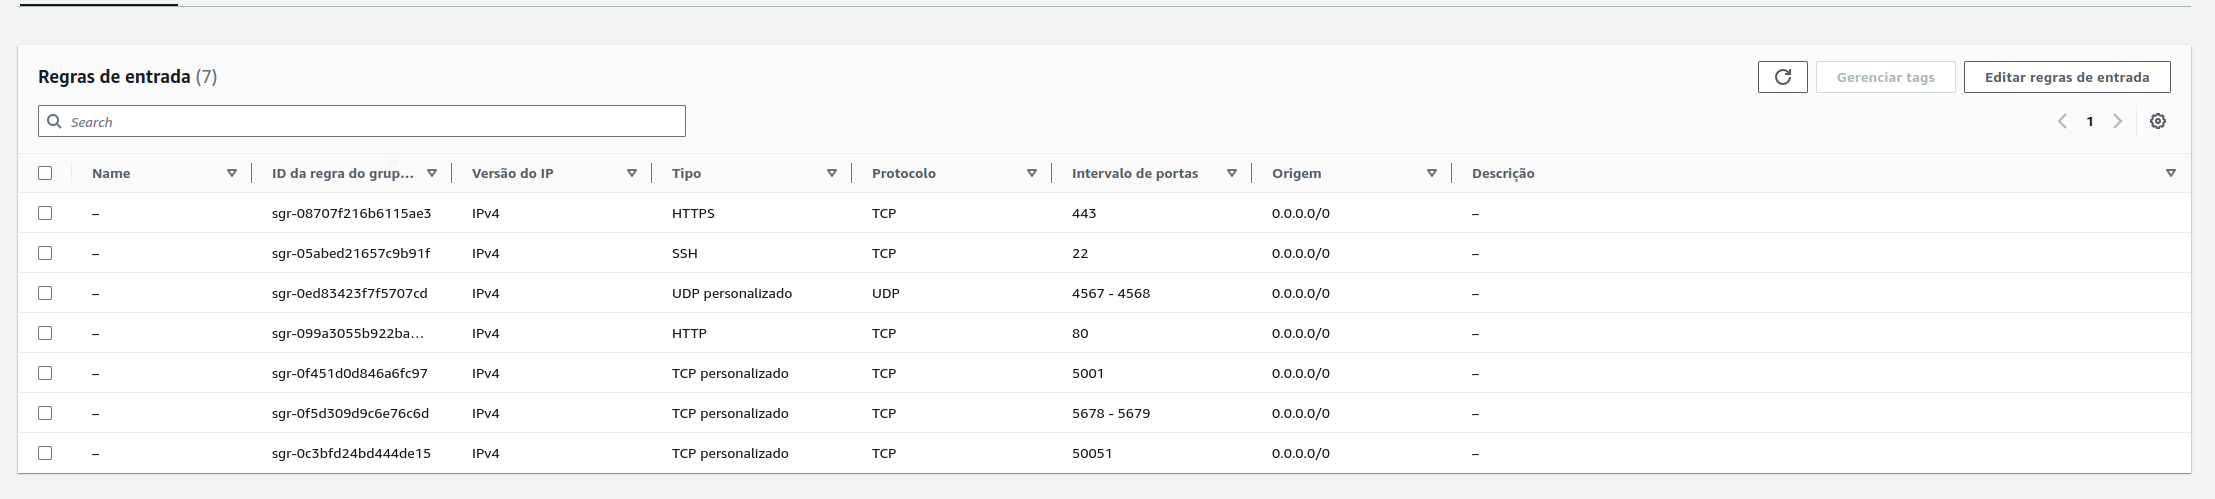 Regras de entrada (7)
Gerenciar tags
Editar regras de entrada
Search
1
Name ID da regra do grup... Versão do IP Tipo Protocolo Intervalo de portas Origem Descrição
– sgr-08707f216b6115ae3 IPv4 HTTPS TCP 443 0.0.0.0/0 –
– sgr-05abed21657c9b91f IPv4 SSH TCP 22 0.0.0.0/0 –
– sgr-0ed83423f7f5707cd IPv4 UDP personalizado UDP 4567 - 4568 0.0.0.0/0 –
– sgr-099a3055b922ba... IPv4 HTTP TCP 80 0.0.0.0/0 –
– sgr-0f451d0d846a6fc97 IPv4 TCP personalizado TCP 5001 0.0.0.0/0 –
– sgr-0f5d309d9c6e76c6d IPv4 TCP personalizado TCP 5678 - 5679 0.0.0.0/0 –
– sgr-0c3bfd24bd444de15 IPv4 TCP personalizado TCP 50051 0.0.0.0/0 –